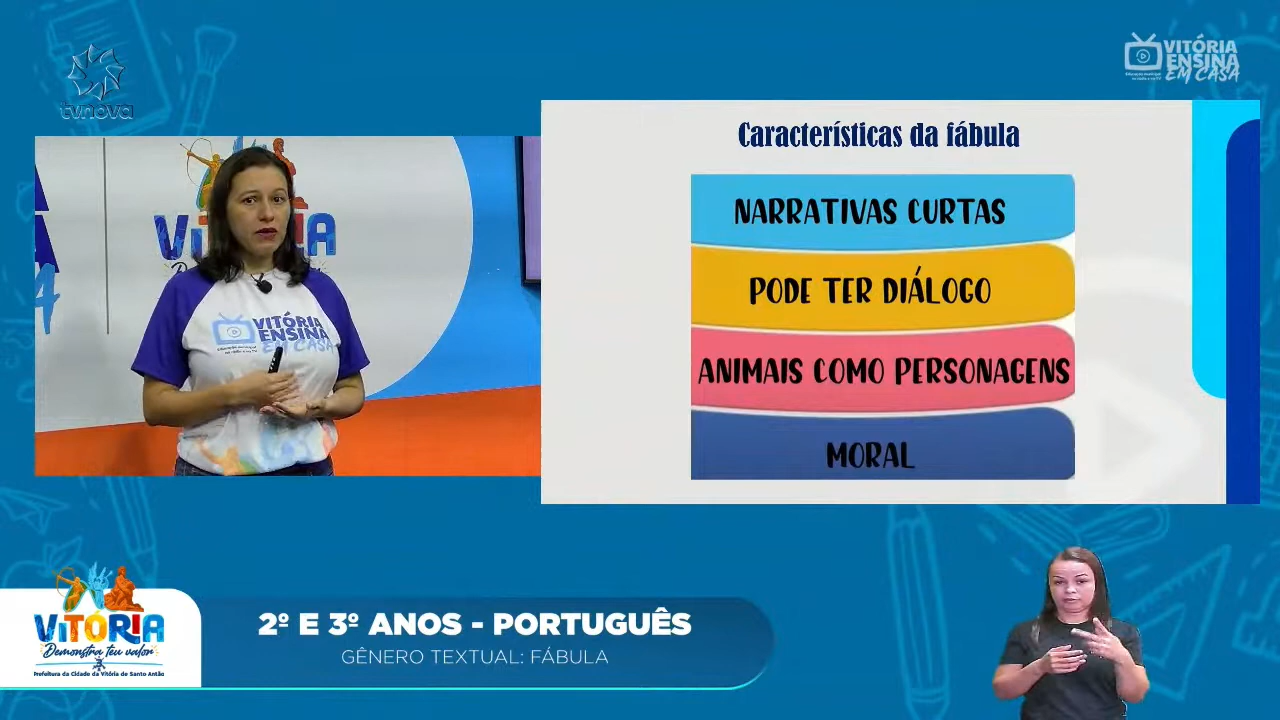 tvnova
VITÓRIA
ENSINA
EM CASA
Características da fábula
NARRATIVAS CURTAS
PODE TER DIÁLOGO
ANIMAIS COMO PERSONAGENS
MORAL
VITÓRIA
VITÓRIA
ENSINA
EM CASA
2º E 3º ANOS - PORTUGUÊS
GÊNERO TEXTUAL: FÁBULA
VITÓRIA
Demonstra teu valor
Prefeitura da Cidade da Vitória de Santo Antão